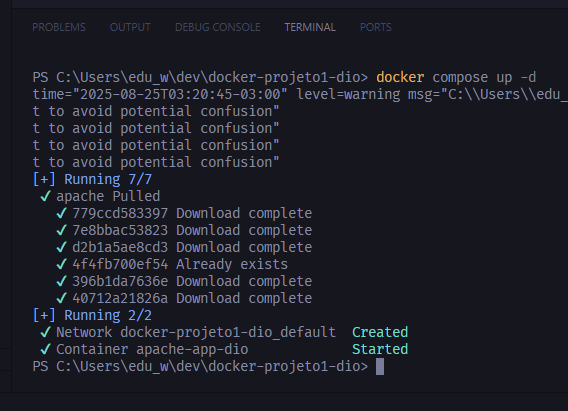 PROBLEMS OUTPUT DEBUG CONSOLE TERMINAL PORTS
PS C:\Users\edu_w\dev\docker-projeto1-dio> docker compose up -d
time="2025-08-25T03:20:45-03:00" level=warning msg="C:\\Users\\edu_
t to avoid potential confusion"
t to avoid potential confusion"
t to avoid potential confusion"
t to avoid potential confusion"
[+] Running 7/7
✔ apache Pulled
✔ 779ccd583397 Download complete
✔ 7e8bbac53823 Download complete
✔ d2b1a5ae8cd3 Download complete
✔ 4f4fb700ef54 Already exists
✔ 396b1da7636e Download complete
✔ 40712a21826a Download complete
[+] Running 2/2
✔ Network docker-projeto1-dio_default Created
✔ Container apache-app-dio Started
PS C:\Users\edu_w\dev\docker-projeto1-dio>